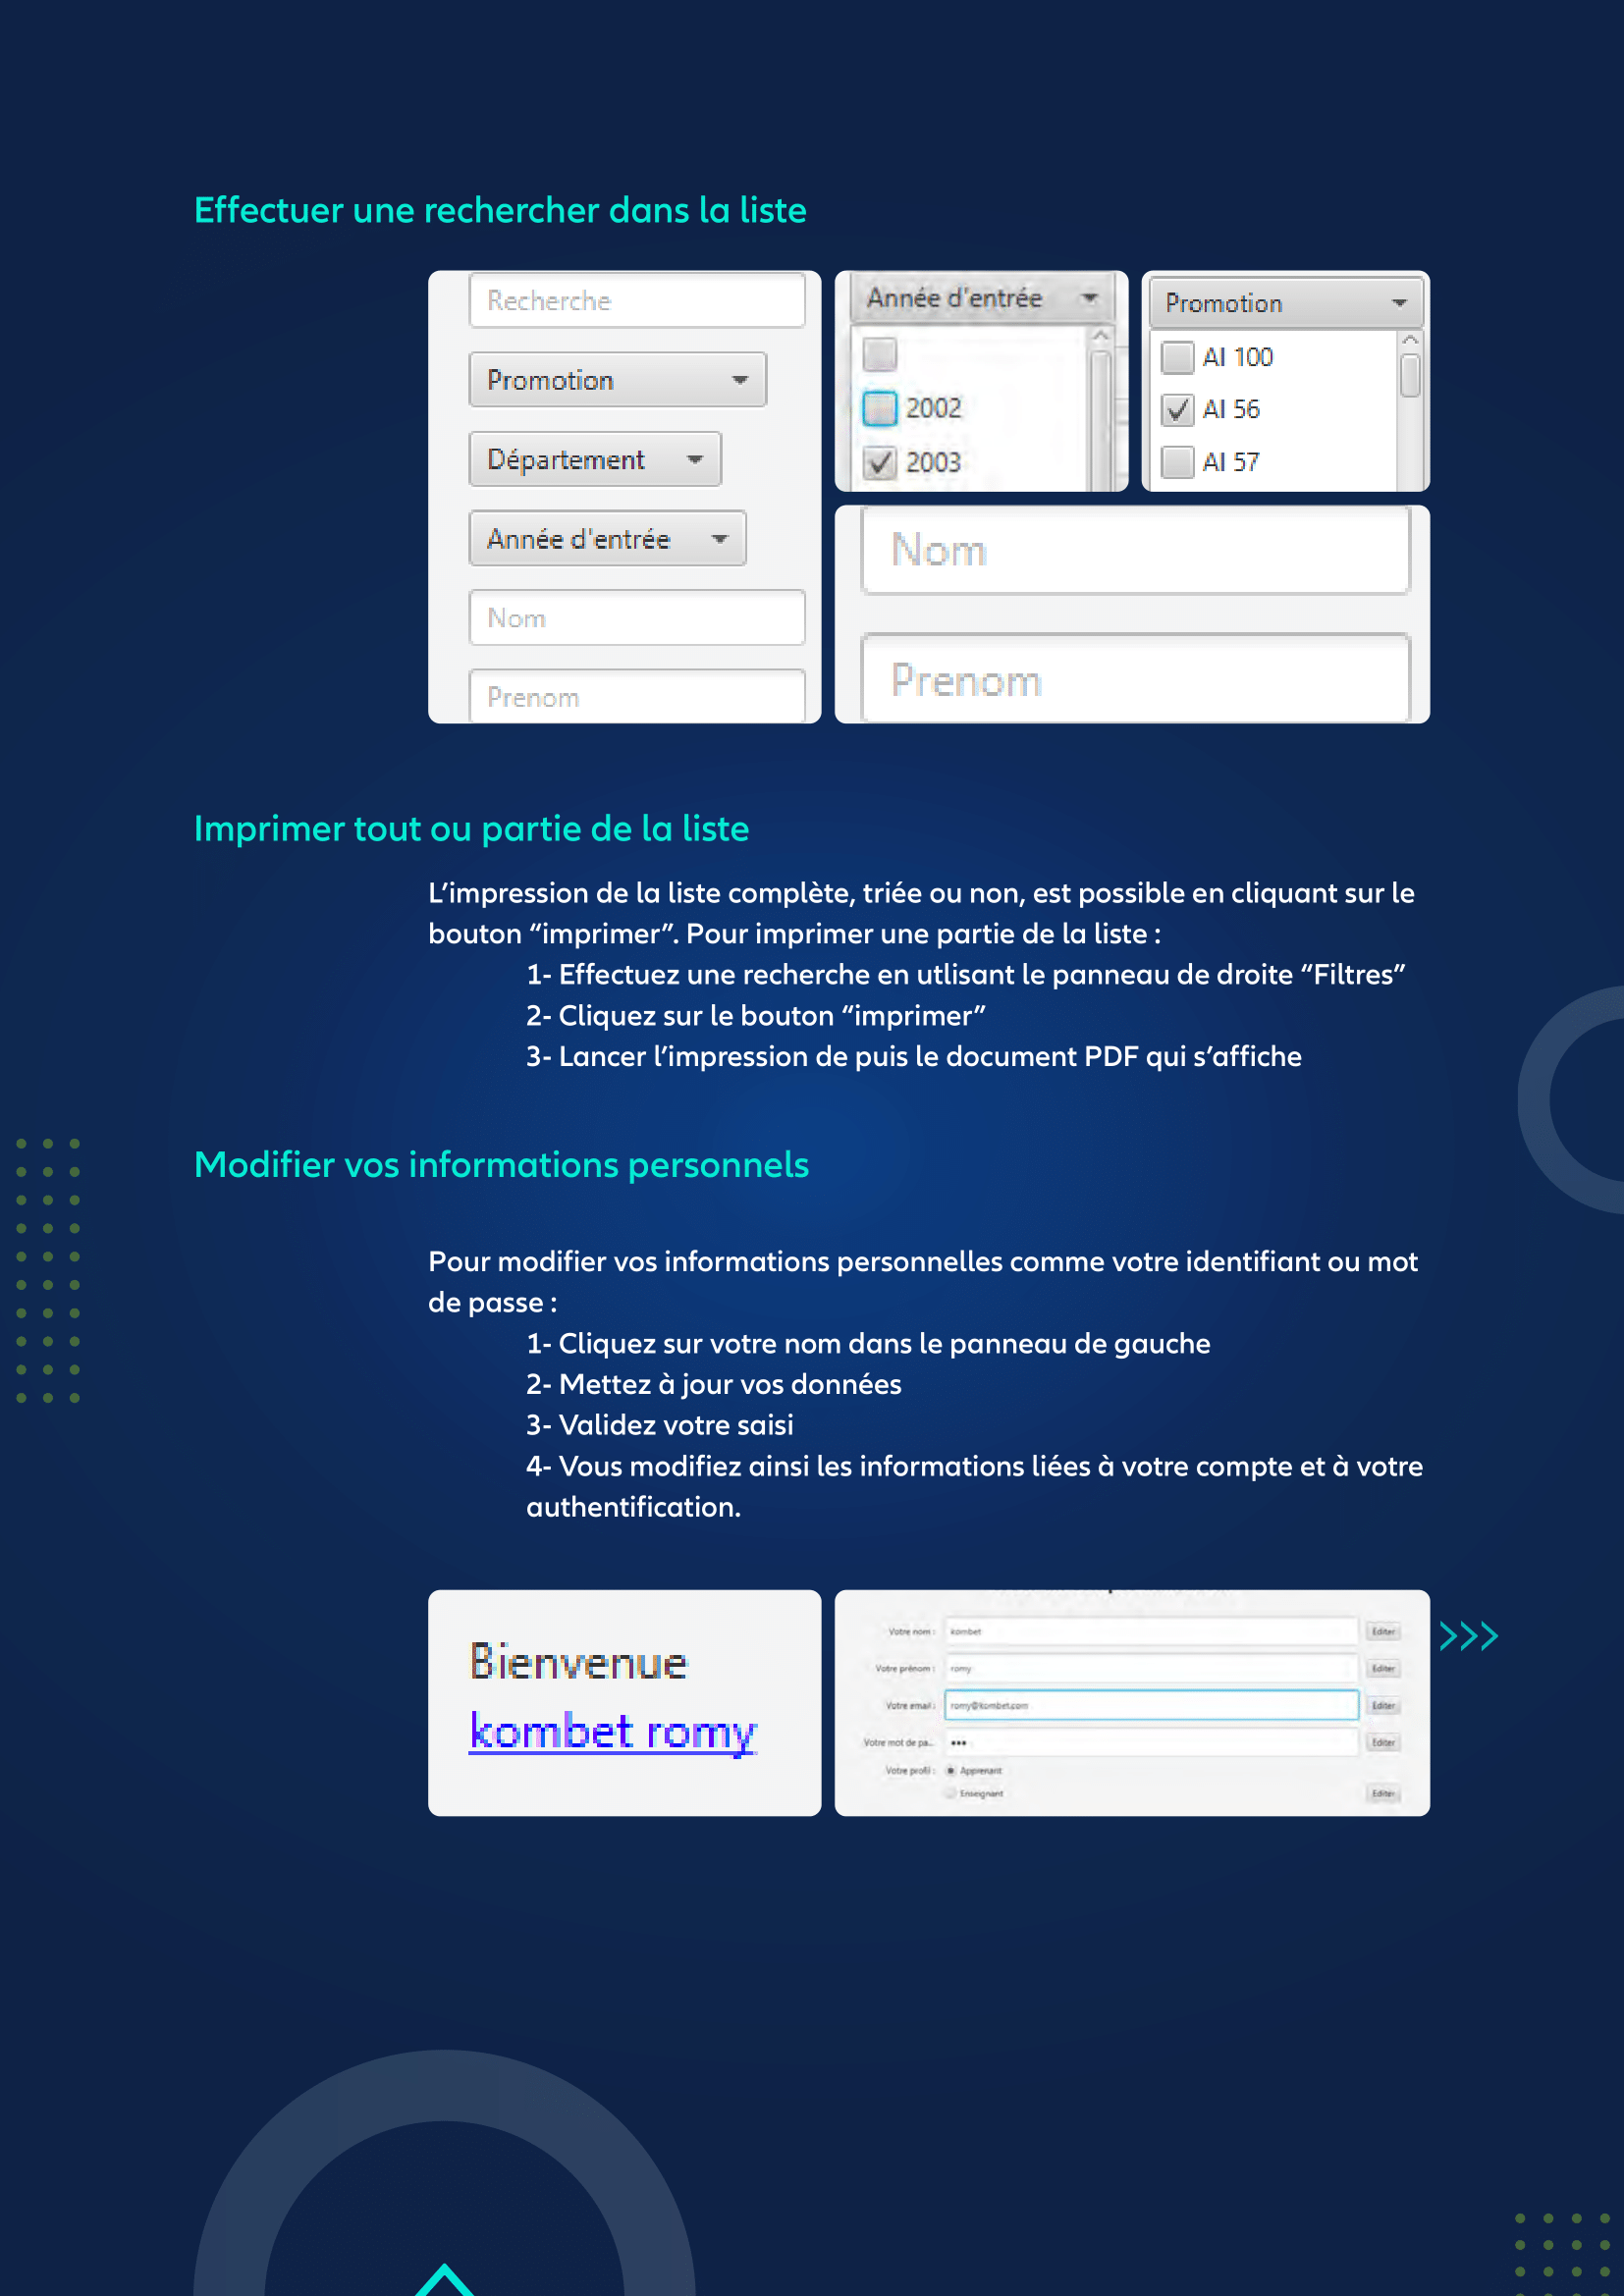 Effectuer une rechercher dans la liste
Recherche
Promotion
Département
Année d'entrée
Nom
Prenom
Année d'entrée
2002
2003
Promotion
AI 100
AI 56
AI 57
Nom
Prenom
Imprimer tout ou partie de la liste
L’impression de la liste complète, triée ou non, est possible en cliquant sur le
bouton “imprimer”. Pour imprimer une partie de la liste :
1- Effectuez une recherche en utlisant le panneau de droite “Filtres”
2- Cliquez sur le bouton “imprimer”
3- Lancer l’impression de puis le document PDF qui s’affiche
Modifier vos informations personnels
Pour modifier vos informations personnelles comme votre identifiant ou mot
de passe :
1- Cliquez sur votre nom dans le panneau de gauche
2- Mettez à jour vos données
3- Validez votre saisi
4- Vous modifiez ainsi les informations liées à votre compte et à votre
authentification.
Bienvenue
kombet romy
Votre nom : kombet Editer
Votre prénom : romy Editer
Votre email : romy@kombet.com Editer
Votre mot de pa... ••• Editer
Votre profil : Apprenant
Enseignant Editer
>>>